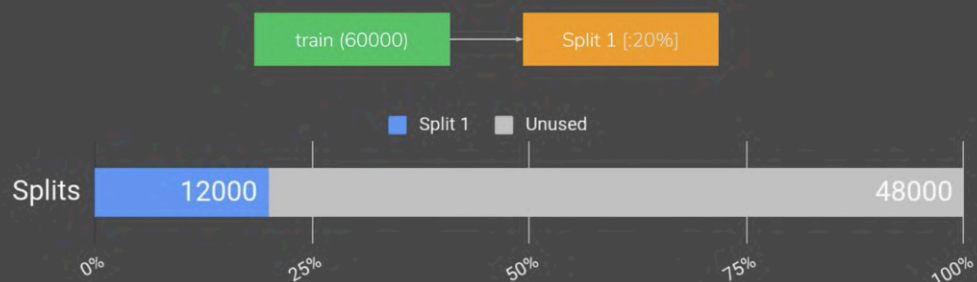 train (60000)
Split 1 [:20%]
Split 1
Unused
Splits
12000
48000
0%
25%
50%
75%
100%